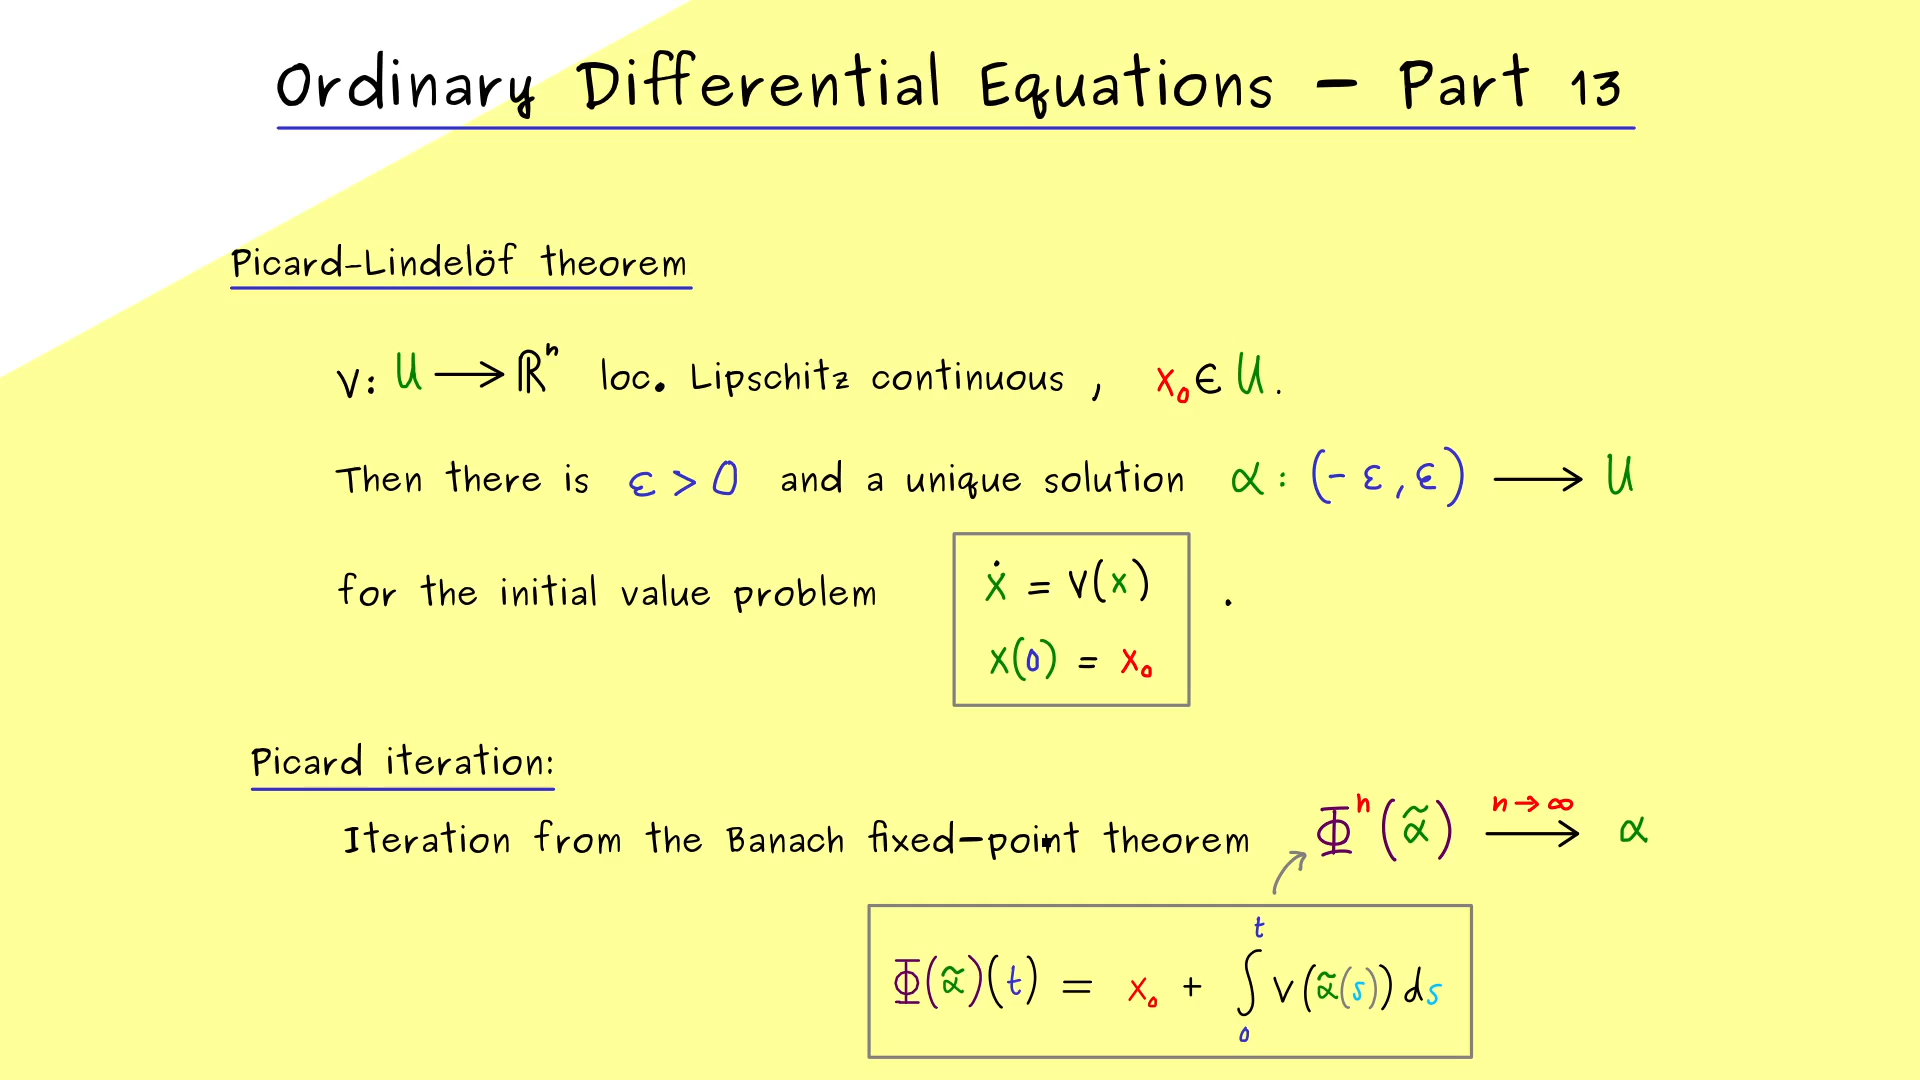 Ordinary Differential Equations – Part 13
Picard-Lindelöf theorem
v: U ⟶ ℝⁿ loc. Lipschitz continuous , x₀ ∈ U .
Then there is ε > 0 and a unique solution α : (-ε, ε) ⟶ U
for the initial value problem ẋ = v(x) .
x(0) = x₀
Picard iteration:
Iteration from the Banach fixed-point theorem Φⁿ(α̃) ⟶ α
n → ∞
Φ(α̃)(t) = x₀ + ∫₀ᵗ v(α̃(s)) ds